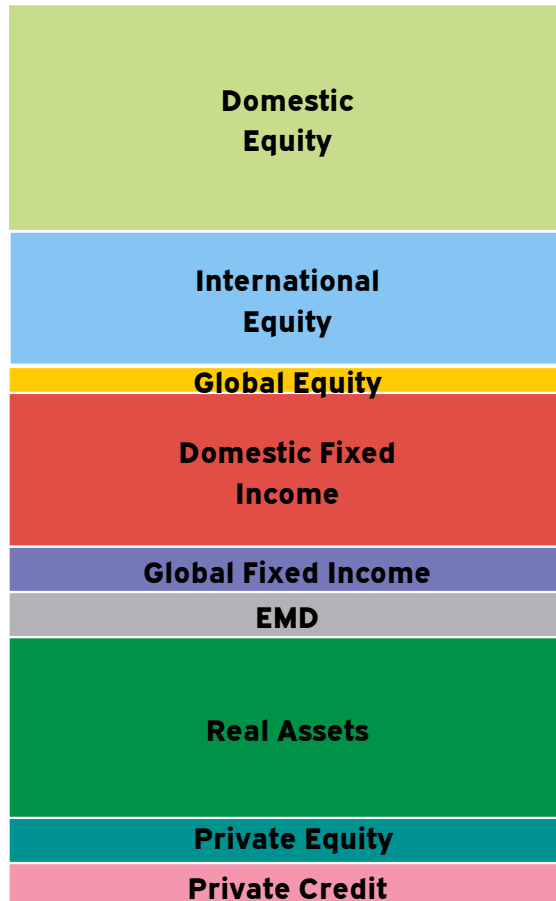 Domestic
Equity
International
Equity
Global Equity
Domestic Fixed
Income
Global Fixed Income
EMD
Real Assets
Private Equity
Private Credit